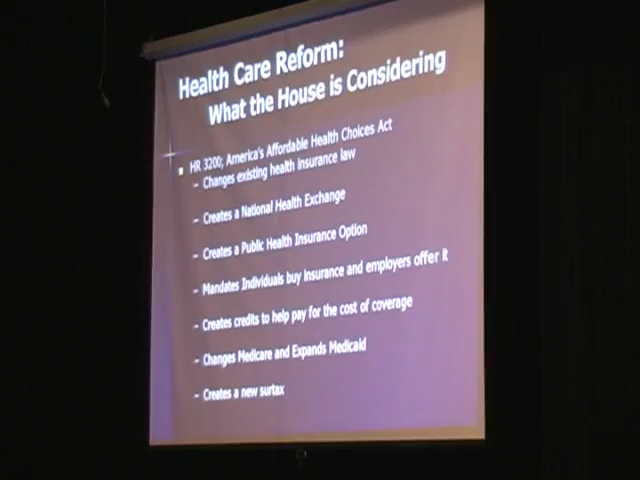 Health Care Reform:
What the House is Considering
HR 3200; America's Affordable Health Choices Act
– Changes existing health insurance law
– Creates a National Health Exchange
– Creates a Public Health Insurance Option
– Mandates Individuals buy insurance and employers offer it
– Creates credits to help pay for the cost of coverage
– Changes Medicare and Expands Medicaid
– Creates a new surtax